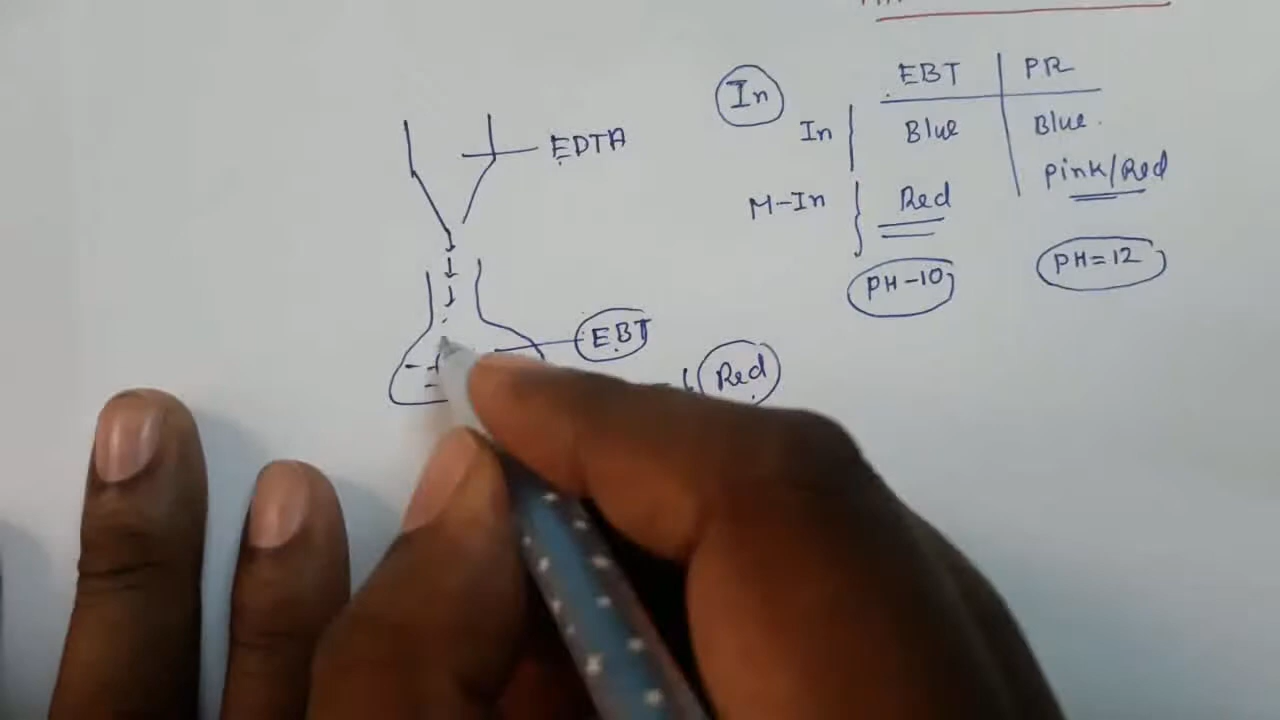 In
EBT PR
In Blue Blue.
M-In Red Pink/Red
PH-10 PH=12
EDTA
EBT
Red